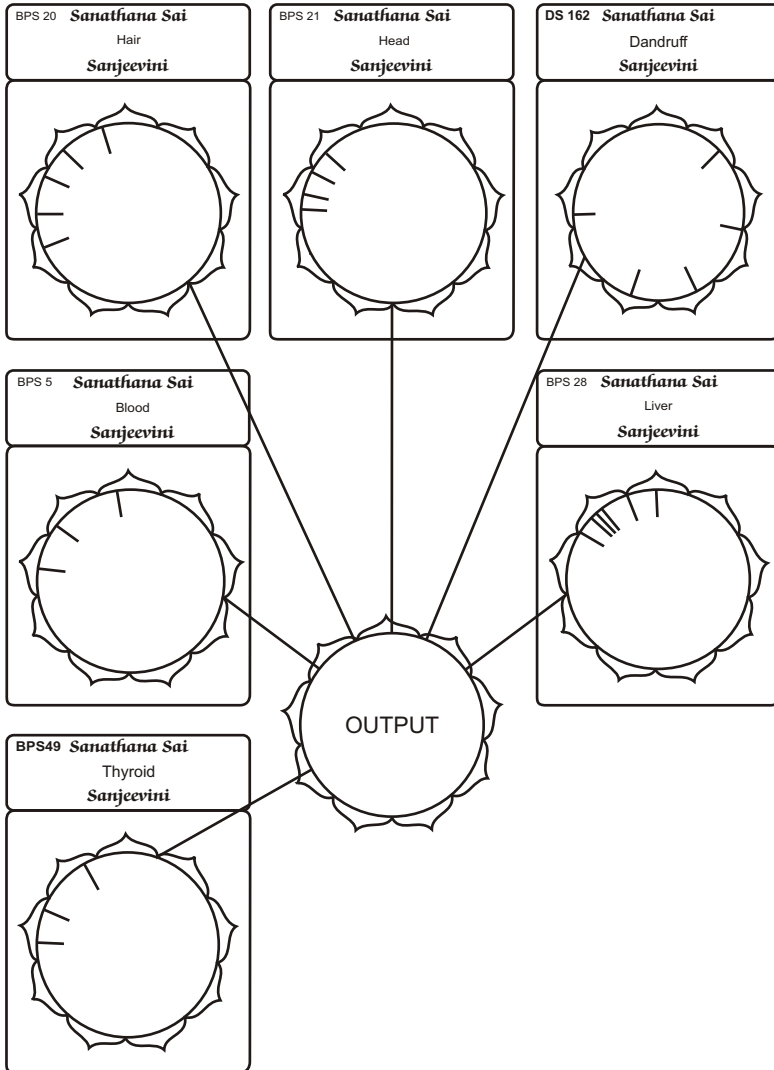 BPS 20 Sanathana Sai
Hair
Sanjeevini
BPS 21 Sanathana Sai
Head
Sanjeevini
DS 162 Sanathana Sai
Dandruff
Sanjeevini
BPS 5 Sanathana Sai
Blood
Sanjeevini
BPS 28 Sanathana Sai
Liver
Sanjeevini
OUTPUT
BPS49 Sanathana Sai
Thyroid
Sanjeevini